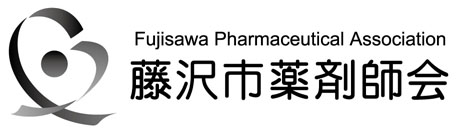 Fujisawa Pharmaceutical Association
藤沢市薬剤師会